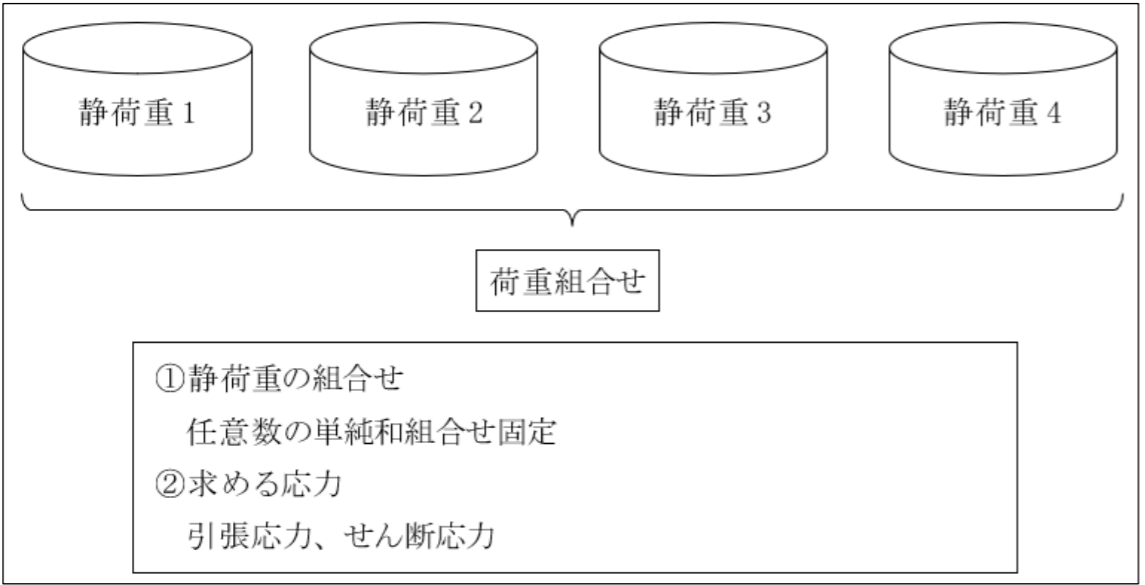 静荷重1
静荷重2
静荷重3
静荷重4
荷重組合せ
①静荷重の組合せ
任意数の単純和組合せ固定
②求める応力
引張応力、せん断応力